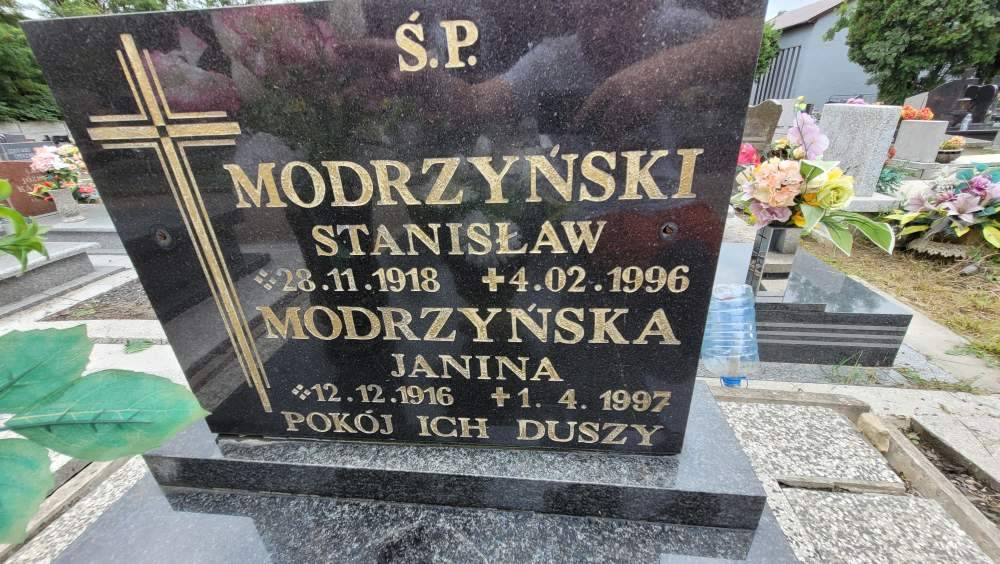 Ś.P.
MODRZYŃSKI
STANISŁAW
28.11.1918 4.02.1996
MODRZYŃSKA
JANINA
12.12.1916 1. 4. 1997
POKÓJ ICH DUSZY